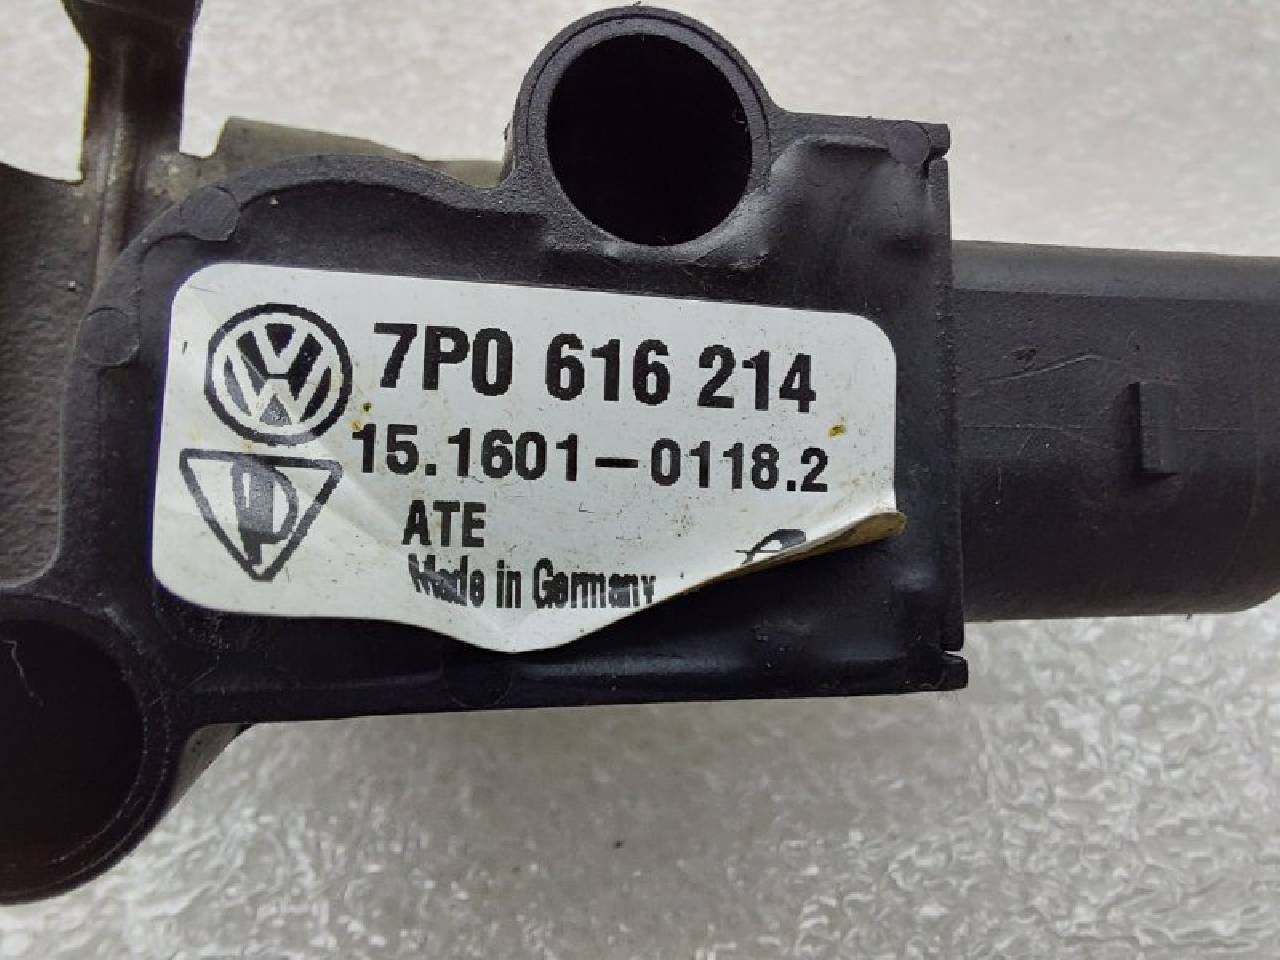 7P0 616 214
15.1601-0118.2
ATE
Made in Germany